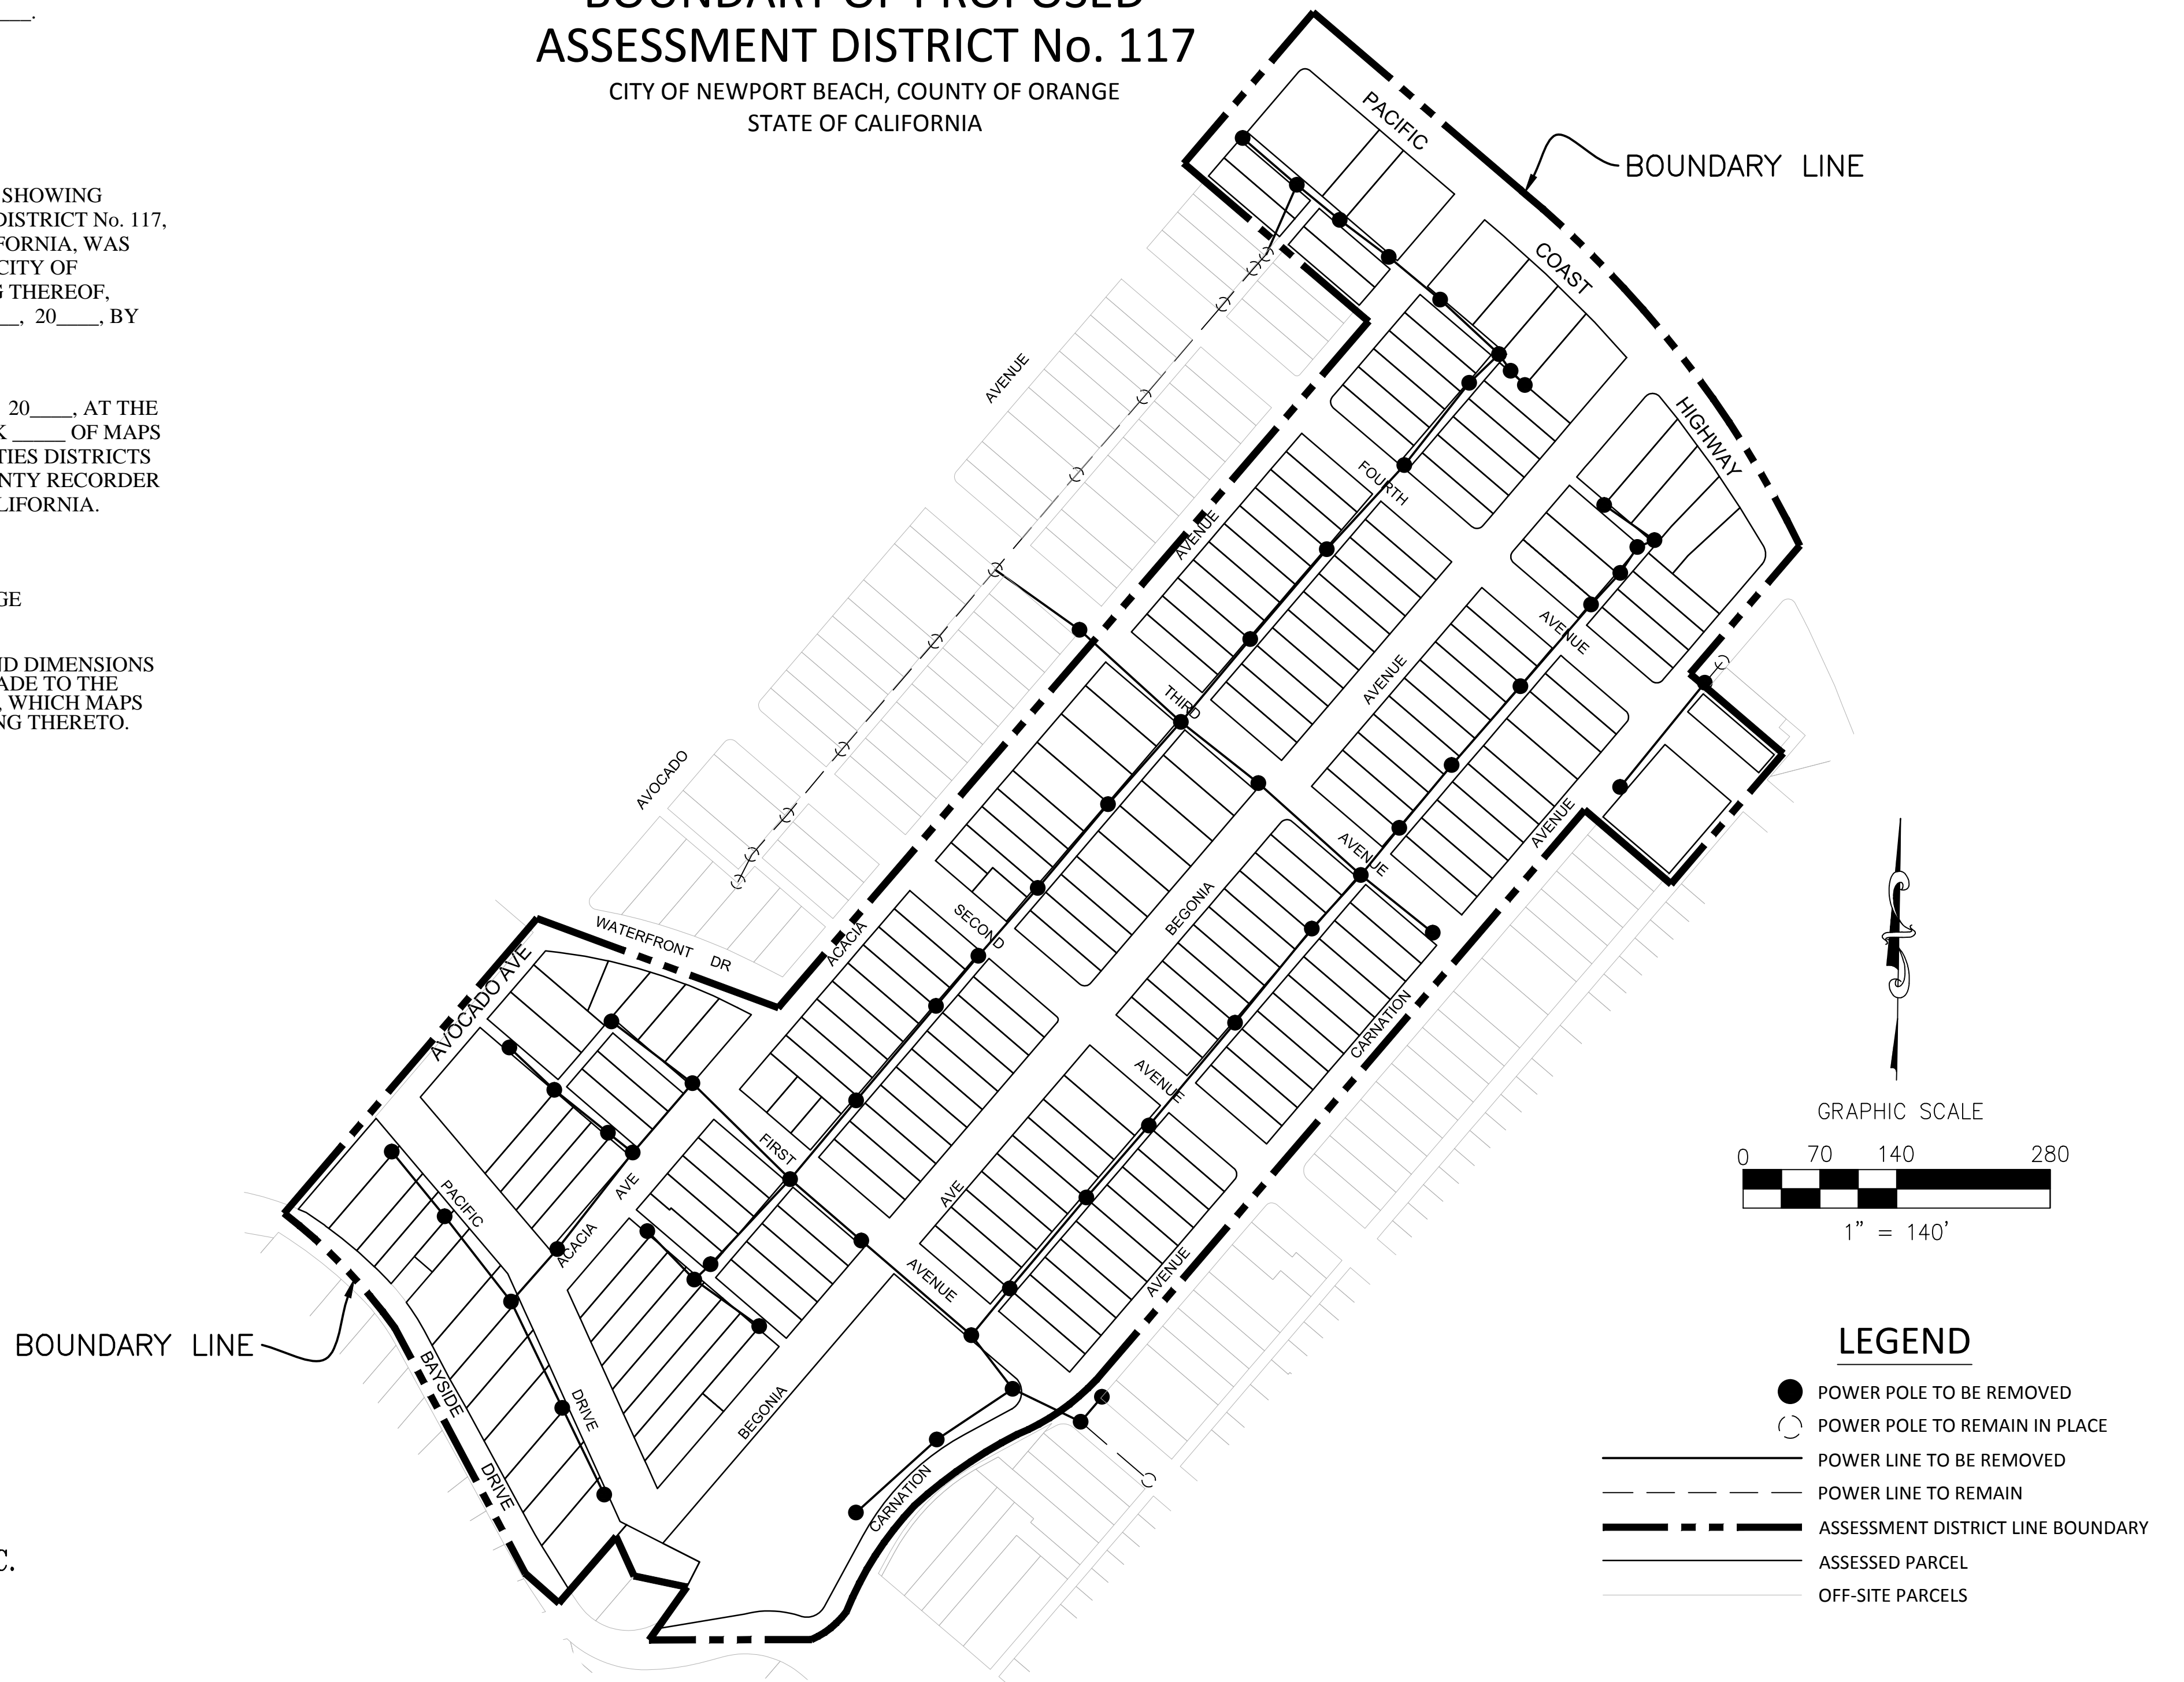 BOUNDARY OF PROPOSED
ASSESSMENT DISTRICT No. 117
CITY OF NEWPORT BEACH, COUNTY OF ORANGE
STATE OF CALIFORNIA
____.
SHOWING
DISTRICT No. 117,
FORNIA, WAS
CITY OF
THEREOF,
__, 20____, BY
20____, AT THE
_____ OF MAPS
TIES DISTRICTS
NTY RECORDER
LIFORNIA.
GE
ND DIMENSIONS
ADE TO THE
, WHICH MAPS
NG THERETO.
C.
PACIFIC
COAST
HIGHWAY
BOUNDARY LINE
AVENUE
FOURTH
AVENUE
AVENUE
AVENUE
THIRD
AVENUE
AVENUE
AVOCADO
BEGONIA
SECOND
ACACIA
WATERFRONT DR
AVOCADO AVE
CARNATION
AVENUE
FIRST
AVE
AVE
PACIFIC
ACACIA
AVENUE
AVENUE
BOUNDARY LINE
BAYSIDE
DRIVE
DRIVE
BEGONIA
CARNATION
GRAPHIC SCALE
0 70 140 280
1" = 140'
LEGEND
POWER POLE TO BE REMOVED
POWER POLE TO REMAIN IN PLACE
POWER LINE TO BE REMOVED
POWER LINE TO REMAIN
ASSESSMENT DISTRICT LINE BOUNDARY
ASSESSED PARCEL
OFF-SITE PARCELS